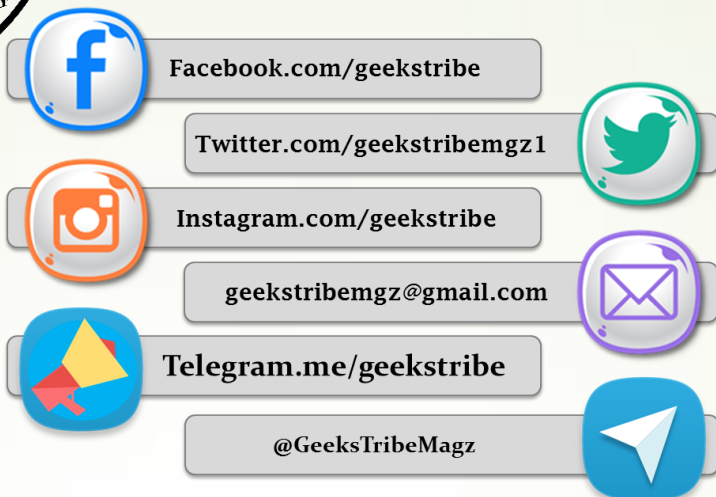 Facebook.com/geekstribe
Twitter.com/geekstribemgz1
Instagram.com/geekstribe
geekstribemgz@gmail.com
Telegram.me/geekstribe
@GeeksTribeMagz